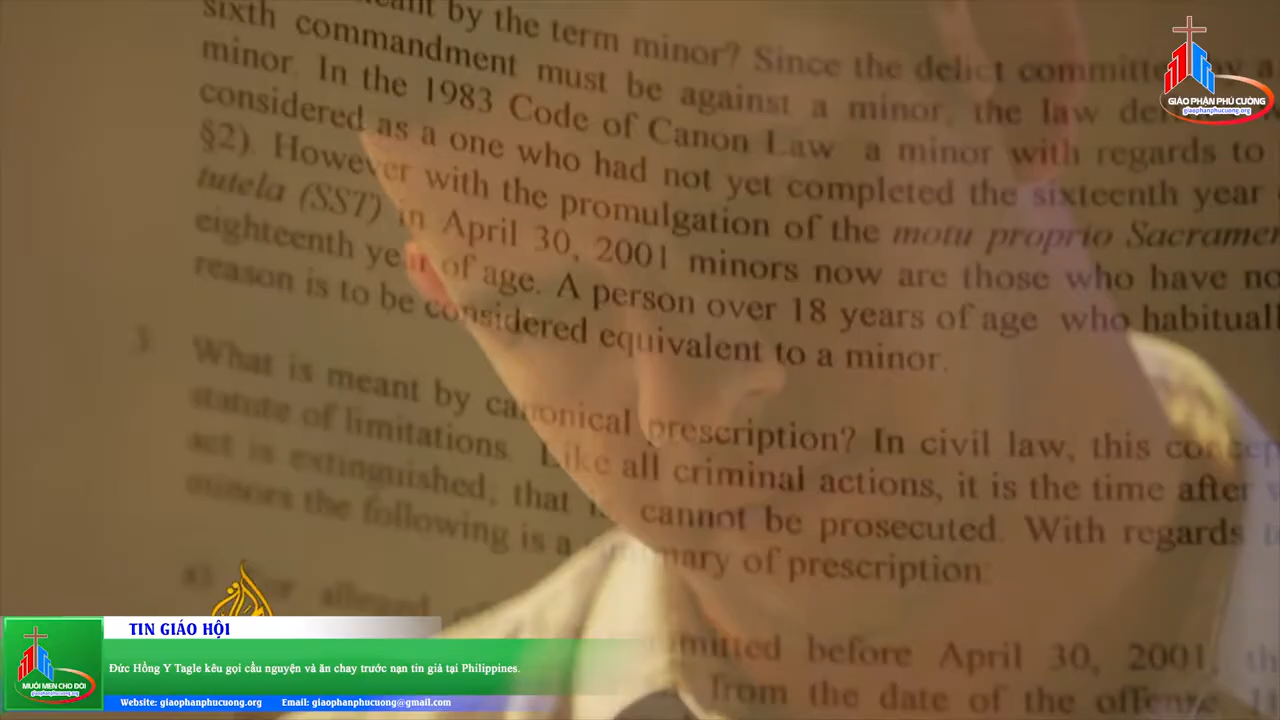 meant by the term minor? Since the delict committed by a
sixth commandment must be against a minor, the law
minor. In the 1983 Code of Canon Law a minor with regards to
considered as a one who had not yet completed the sixteenth year
§2). However with the promulgation of the motu proprio
tutela (SST) in April 30, 2001 minors now are those who have
eighteenth year of age. A person over 18 years of age who
reason is to be considered equivalent to a minor.
3. What is meant by canonical prescription? In civil law, this
statute of limitations. Like all criminal actions, it is the time after
act is extinguished, that is cannot be prosecuted. With regards
minors the following is a summary of prescription:
a) For alleged
before April 30, 2001,
from the date of the offense.
GIÁO PHẬN PHÚ CƯỜNG
giaophanphucuong.org
TIN GIÁO HỘI
Đức Hồng Y Tagle kêu gọi cầu nguyện và ăn chay trước nạn tin giả tại Philippines.
MUỐI MEN CHO ĐỜI
giaophanphucuong.org
Website: giaophanphucuong.org Email: giaophanphucuong@gmail.com